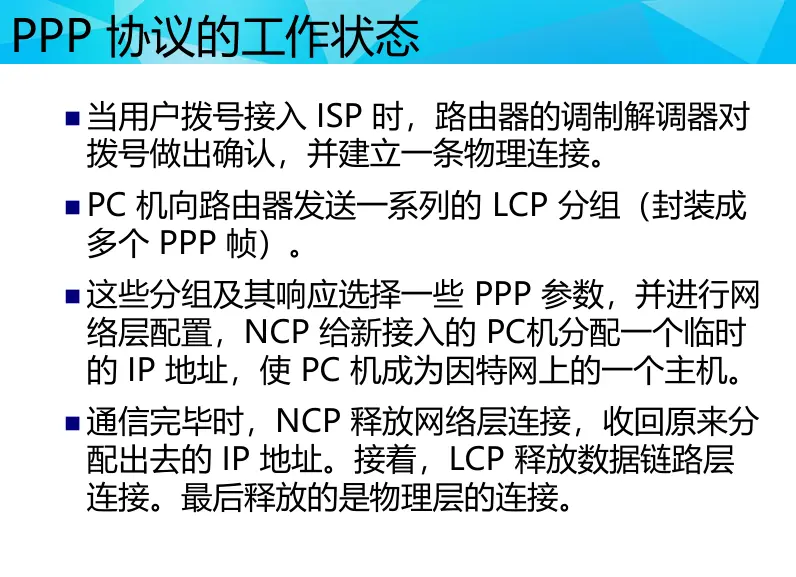 PPP 协议的工作状态
■当用户拨号接入 ISP 时，路由器的调制解调器对
拨号做出确认，并建立一条物理连接。
■PC 机向路由器发送一系列的 LCP 分组（封装成
多个 PPP 帧）。
■这些分组及其响应选择一些 PPP 参数，并进行网
络层配置，NCP 给新接入的 PC机分配一个临时
的 IP 地址，使 PC 机成为因特网上的一个主机。
■通信完毕时，NCP 释放网络层连接，收回原来分
配出去的 IP 地址。接着，LCP 释放数据链路层
连接。最后释放的是物理层的连接。